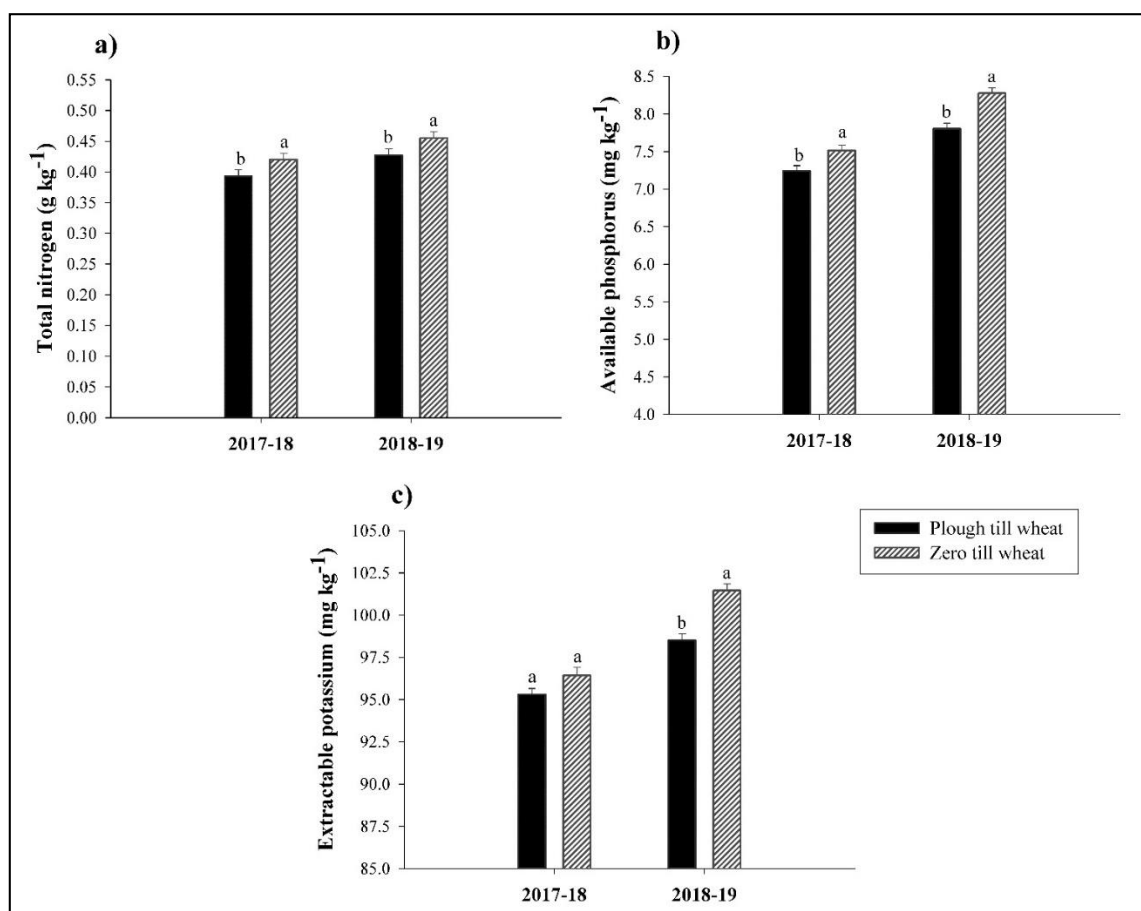 a)
Total nitrogen (g kg⁻¹)
0.55
0.50
0.45
0.40
0.35
0.30
0.25
0.20
0.15
0.10
0.05
0.00
b
a
b
a
2017-18
2018-19
b)
Available phosphorus (mg kg⁻¹)
8.5
8.0
7.5
7.0
6.5
6.0
5.5
5.0
4.5
4.0
b
a
b
a
2017-18
2018-19
c)
Extractable potassium (mg kg⁻¹)
105.0
102.5
100.0
97.5
95.0
92.5
90.0
87.5
85.0
a
a
b
a
2017-18
2018-19
Plough till wheat
Zero till wheat